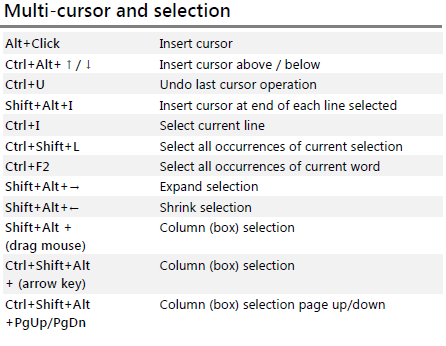 Multi-cursor and selection
Alt+Click Insert cursor
Ctrl+Alt+ ↑ / ↓ Insert cursor above / below
Ctrl+U Undo last cursor operation
Shift+Alt+I Insert cursor at end of each line selected
Ctrl+I Select current line
Ctrl+Shift+L Select all occurrences of current selection
Ctrl+F2 Select all occurrences of current word
Shift+Alt+→ Expand selection
Shift+Alt+← Shrink selection
Shift+Alt + Column (box) selection
(drag mouse)
Ctrl+Shift+Alt Column (box) selection
+ (arrow key)
Ctrl+Shift+Alt Column (box) selection page up/down
+PgUp/PgDn